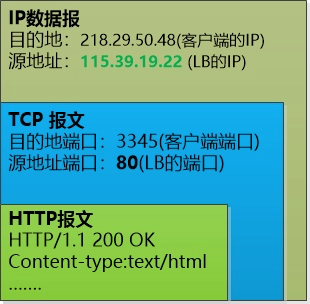 IP数据报
目的地：218.29.50.48(客户端的IP)
源地址：115.39.19.22 (LB的IP)
TCP 报文
目的地端口：3345(客户端端口)
源地址端口：80(LB的端口)
HTTP报文
HTTP/1.1 200 OK
Content-type:text/html
.......